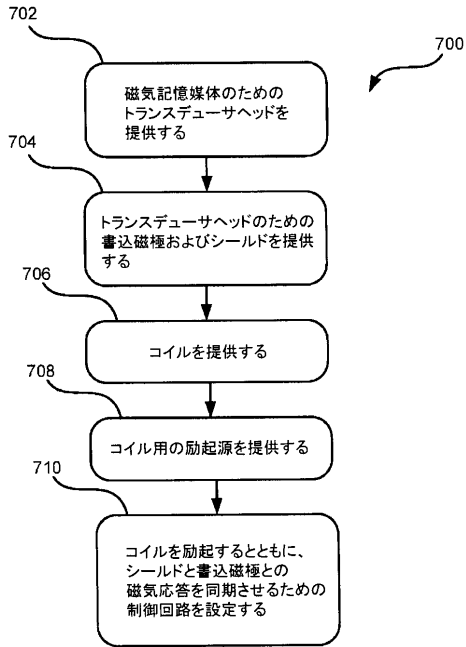 702
700
磁気記憶媒体のための
トランスデューサヘッドを
提供する
704
トランスデューサヘッドのための
書込磁極およびシールドを提供
する
706
コイルを提供する
708
コイル用の励起源を提供する
710
コイルを励起するとともに、
シールドと書込磁極との
磁気応答を同期させるための
制御回路を設定する